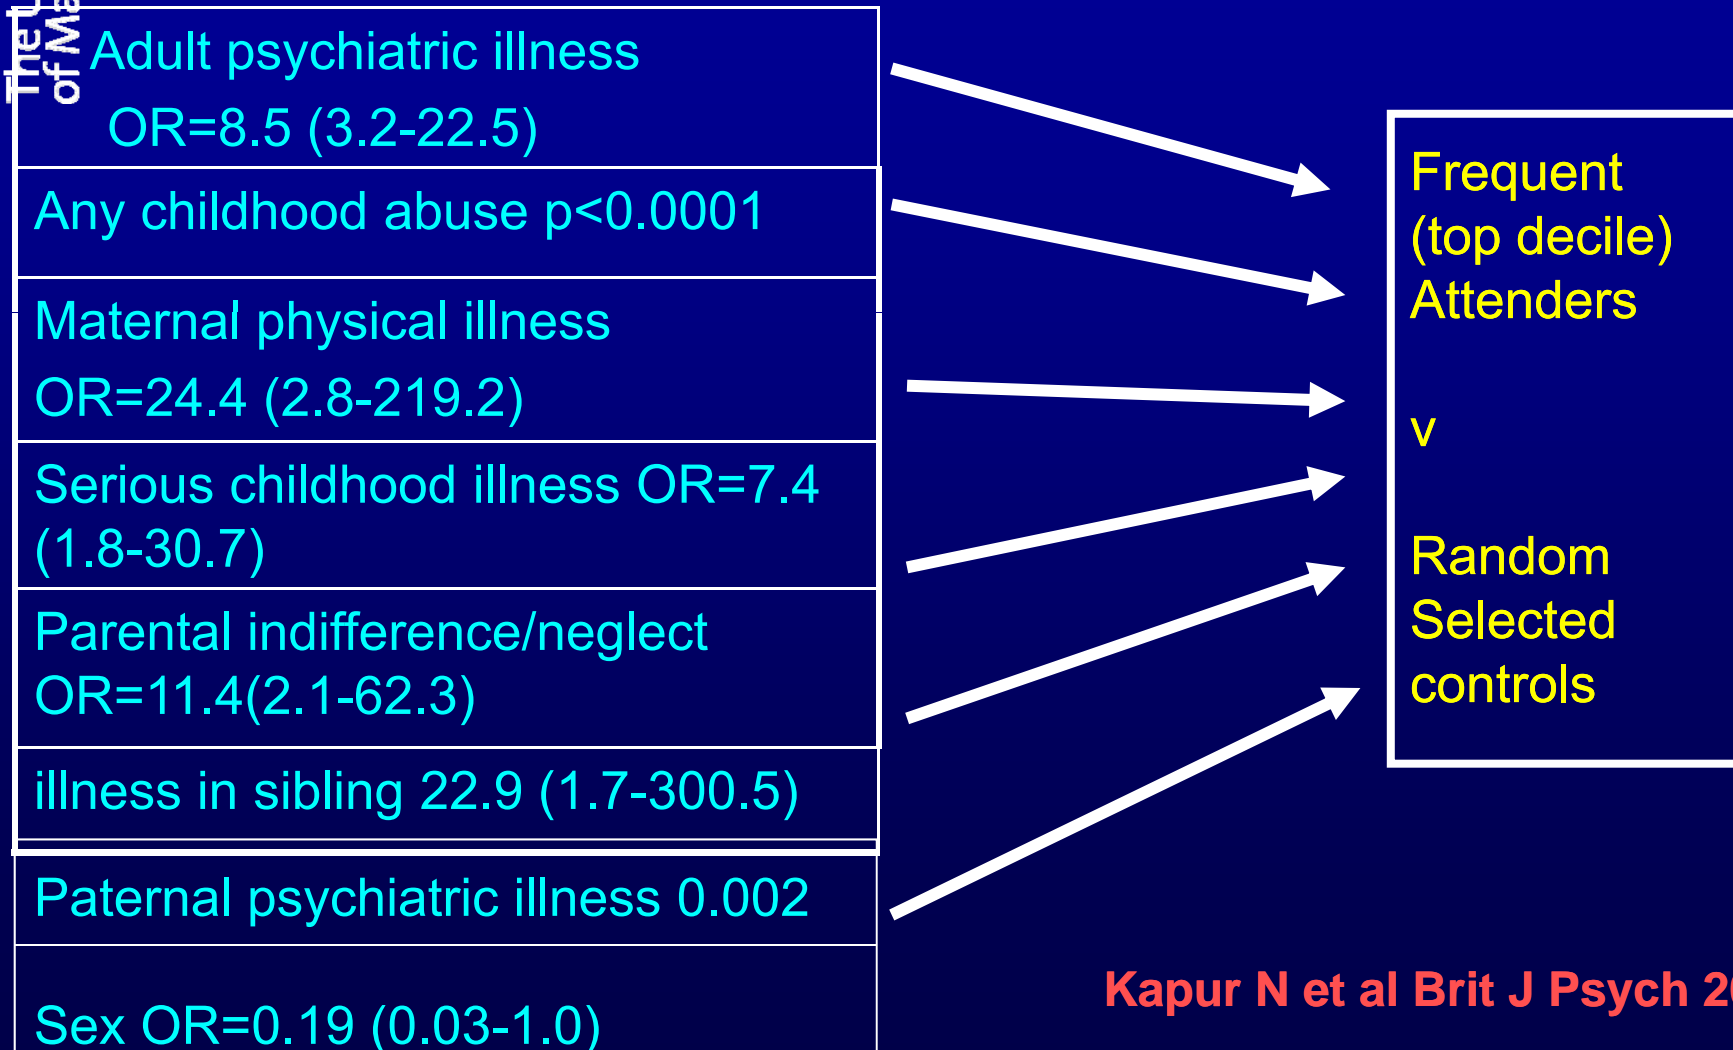 The
of Ma
Adult psychiatric illness
OR=8.5 (3.2-22.5)
Any childhood abuse p<0.0001
Maternal physical illness
OR=24.4 (2.8-219.2)
Serious childhood illness OR=7.4
(1.8-30.7)
Parental indifference/neglect
OR=11.4(2.1-62.3)
illness in sibling 22.9 (1.7-300.5)
Paternal psychiatric illness 0.002
Sex OR=0.19 (0.03-1.0)
Frequent
(top decile)
Attenders
v
Random
Selected
controls
Kapur N et al Brit J Psych